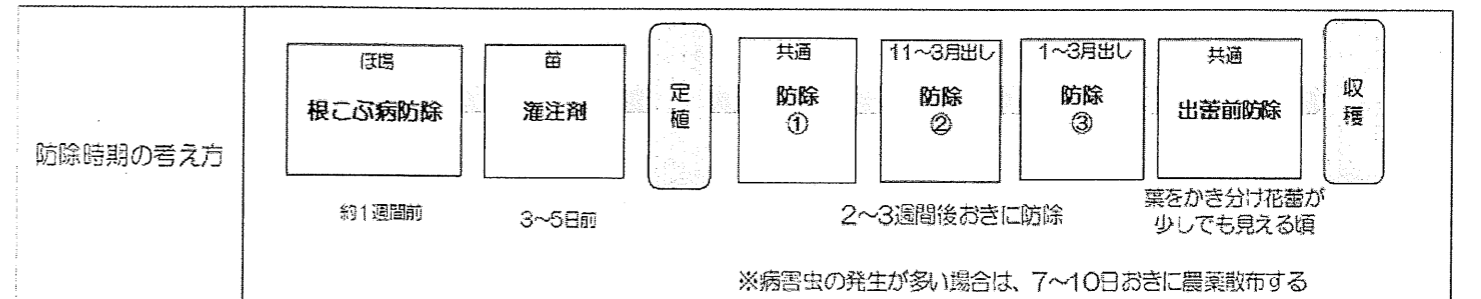 防除時期の考え方
ほ場
根こぶ病防除
約1週間前
苗
灌注剤
3~5日前
定植
共通
防除
①
11~3月出し
防除
②
1~3月出し
防除
③
2~3週間後おきに防除
共通
出蕾前防除
葉をかき分け花蕾が
少しでも見える頃
収穫
※病害虫の発生が多い場合は、7~10日おきに農薬散布する